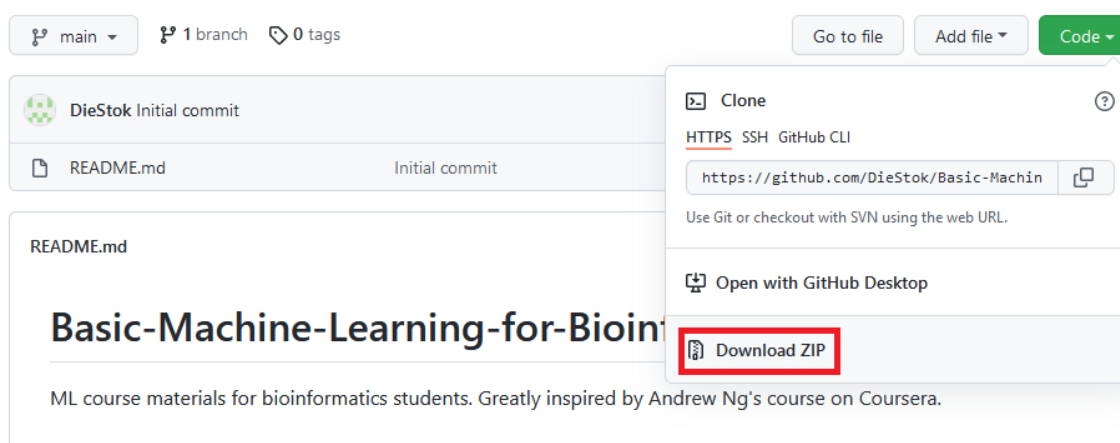 main 1 branch 0 tags Go to file Add file Code
DieStok Initial commit
README.md Initial commit
Clone
HTTPS SSH GitHub CLI
https://github.com/DieStok/Basic-Machin
Use Git or checkout with SVN using the web URL.
Open with GitHub Desktop
Download ZIP
README.md
Basic-Machine-Learning-for-Bioin
ML course materials for bioinformatics students. Greatly inspired by Andrew Ng's course on Coursera.